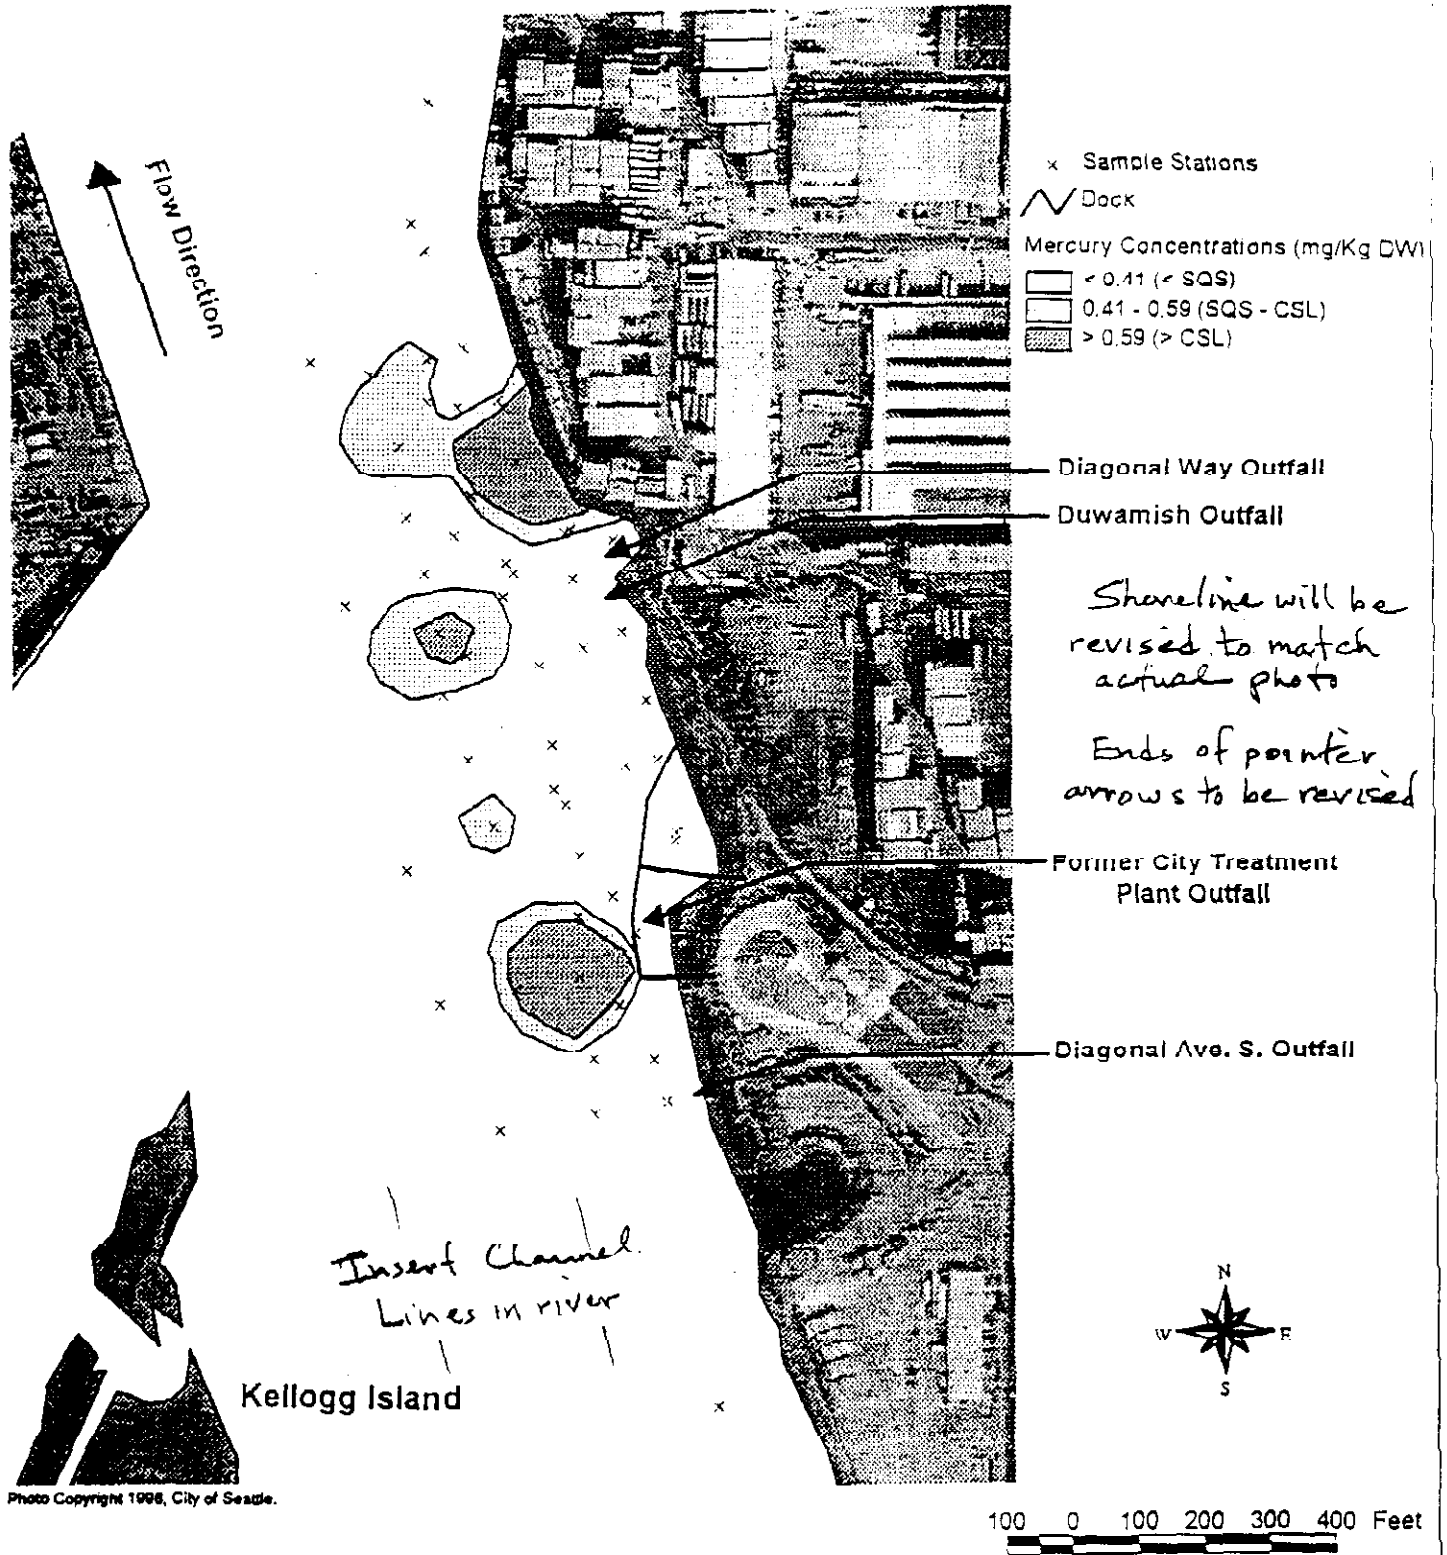 Flow Direction
x Sample Stations
Dock
Mercury Concentrations (mg/Kg DW)
< 0.41 (< SQS)
0.41 - 0.59 (SQS - CSL)
> 0.59 (> CSL)
Diagonal Way Outfall
Duwamish Outfall
Shoreline will be
revised to match
actual photo
Ends of pointer
arrows to be revised
Former City Treatment
Plant Outfall
Diagonal Ave. S. Outfall
Insert Channel
Lines in river
Kellogg Island
N
W E
S
Photo Copyright 1996, City of Seattle.
100 0 100 200 300 400 Feet